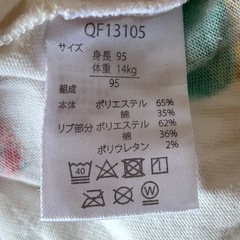 QF13105
サイズ
身長 95
体重 14kg
95
組成
本体 ポリエステル 65%
綿 35%
リブ部分 ポリエステル 62%
綿 36%
ポリウレタン 2%
40
W